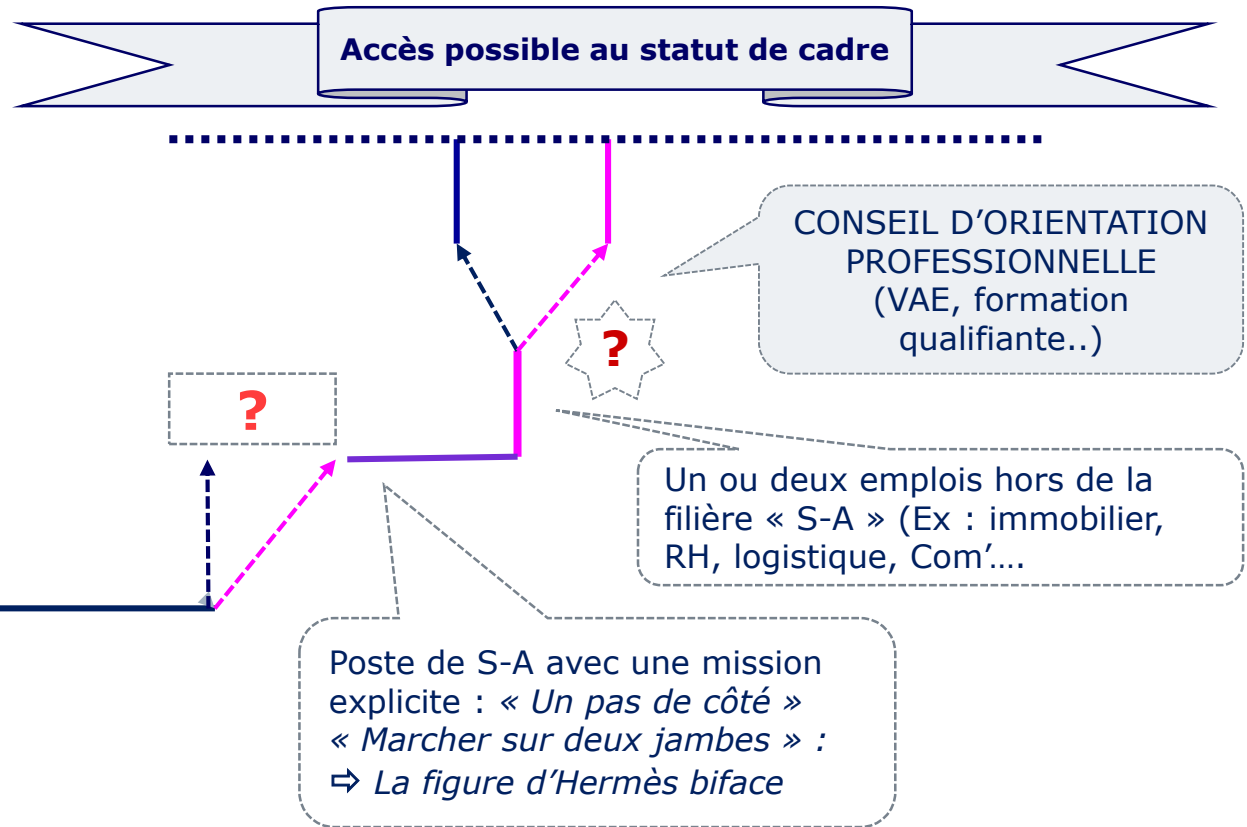 Accès possible au statut de cadre
CONSEIL D’ORIENTATION
PROFESSIONNELLE
(VAE, formation
qualifiante..)
?
?
Un ou deux emplois hors de la
filière « S-A » (Ex : immobilier,
RH, logistique, Com’….
Poste de S-A avec une mission
explicite : « Un pas de côté »
« Marcher sur deux jambes » :
⇨ La figure d’Hermès biface